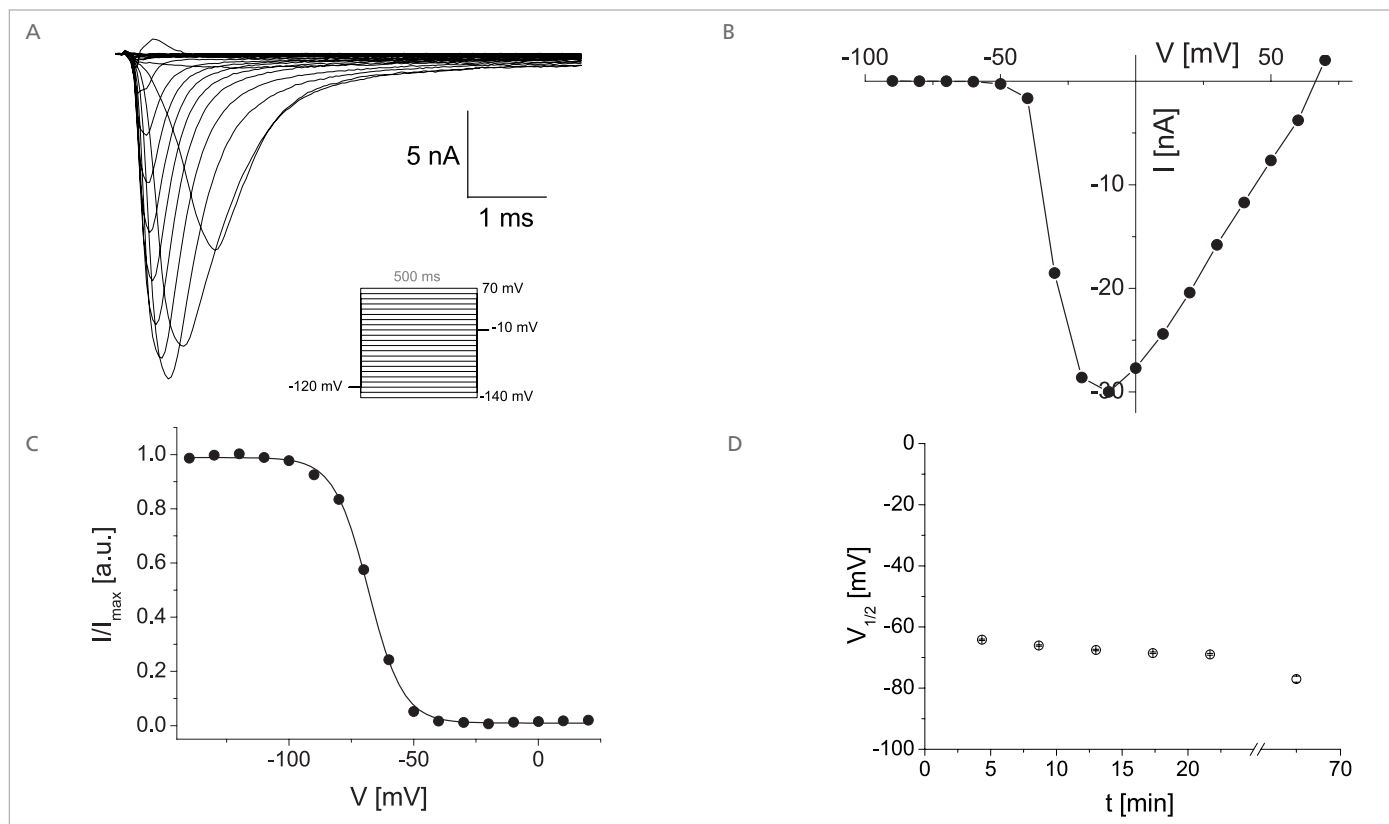 A
5 nA
1 ms
500 ms
70 mV
-10 mV
-120 mV
-140 mV
B
V [mV]
-100
-50
50
I [nA]
-10
-20
-30
C
1.0
0.8
0.6
0.4
0.2
0.0
I/Imax [a.u.]
-100
-50
0
V [mV]
D
0
-20
-40
-60
-80
-100
V1/2 [mV]
0
5
10
15
20
70
t [min]